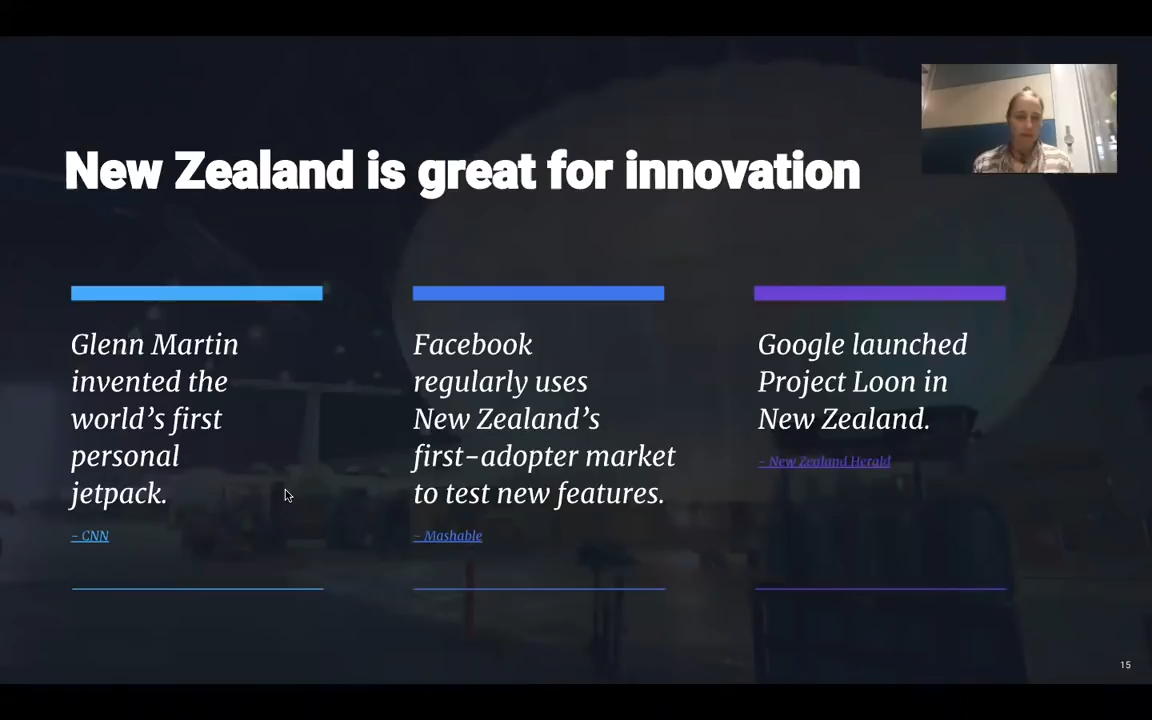 New Zealand is great for innovation
Glenn Martin
invented the
world’s first
personal
jetpack.
- CNN
Facebook
regularly uses
New Zealand’s
first-adopter market
to test new features.
- Mashable
Google launched
Project Loon in
New Zealand.
- New Zealand Herald
15